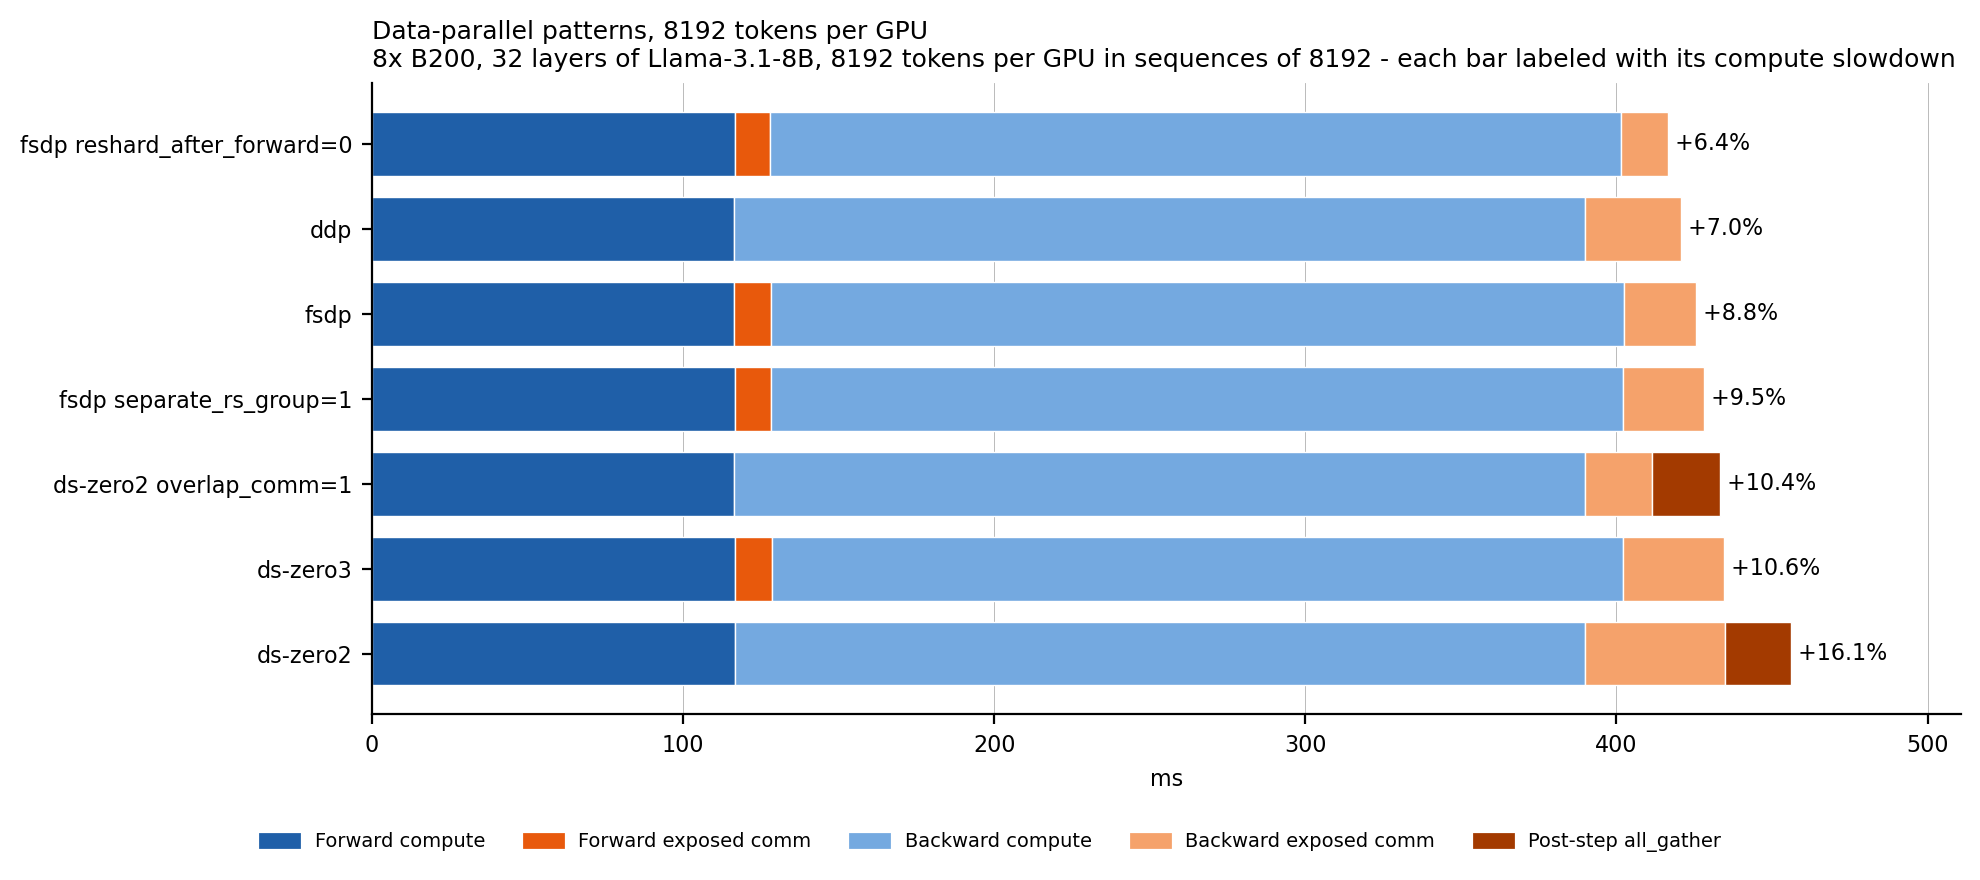 Data-parallel patterns, 8192 tokens per GPU
8x B200, 32 layers of Llama-3.1-8B, 8192 tokens per GPU in sequences of 8192 - each bar labeled with its compute slowdown
fsdp reshard_after_forward=0
+6.4%
ddp
+7.0%
fsdp
+8.8%
fsdp separate_rs_group=1
+9.5%
ds-zero2 overlap_comm=1
+10.4%
ds-zero3
+10.6%
ds-zero2
+16.1%
0 100 200 300 400 500
ms
Forward compute Forward exposed comm Backward compute Backward exposed comm Post-step all_gather